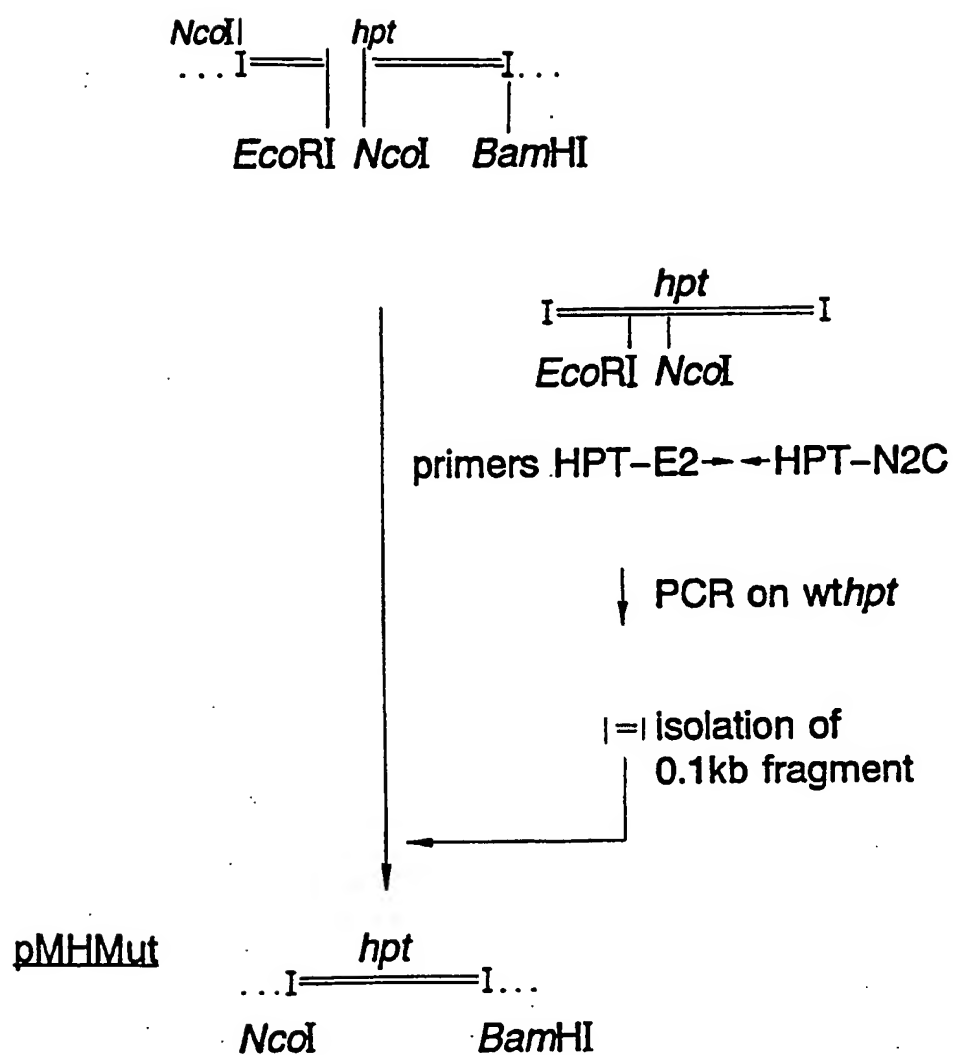 NcoI| hpt
...I I...
EcoRI NcoI BamHI
hpt
I I
EcoRI NcoI
primers HPT-E2→ ←HPT-N2C
↓ PCR on wthpt
|=| isolation of
0.1kb fragment
pMHMut hpt
...I I...
NcoI BamHI